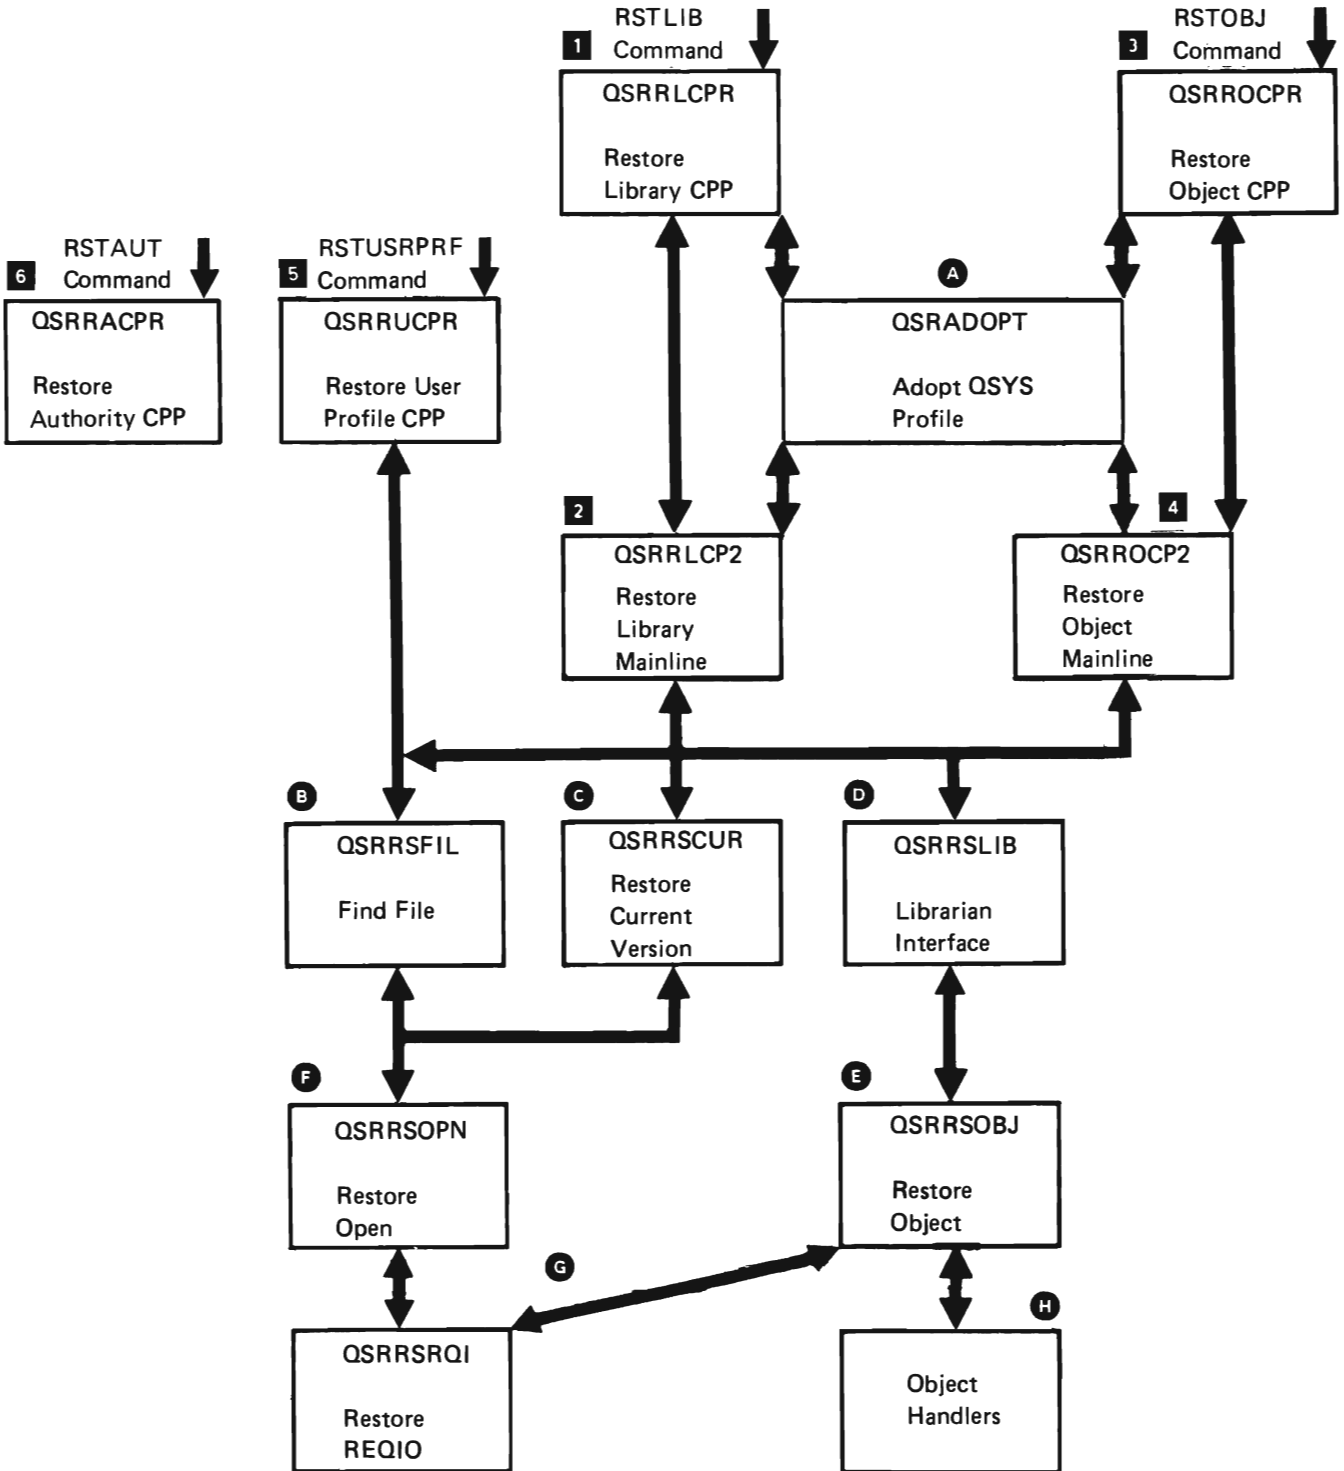 1
RSTLIB
Command
3
RSTOBJ
Command
QSRRLCPR
Restore
Library CPP
QSRROCPR
Restore
Object CPP
6
RSTAUT
Command
5
RSTUSRPRF
Command
A
QSRRACPR
Restore
Authority CPP
QSRRUCPR
Restore User
Profile CPP
QSRADOPT
Adopt QSYS
Profile
2
QSRRLCP2
Restore
Library
Mainline
4
QSRROCP2
Restore
Object
Mainline
B
QSRRSFIL
Find File
C
QSRRSCUR
Restore
Current
Version
D
QSRRSLIB
Librarian
Interface
F
QSRRSOPN
Restore
Open
E
QSRRSOBJ
Restore
Object
G
H
QSRRSRQI
Restore
REQIO
Object
Handlers